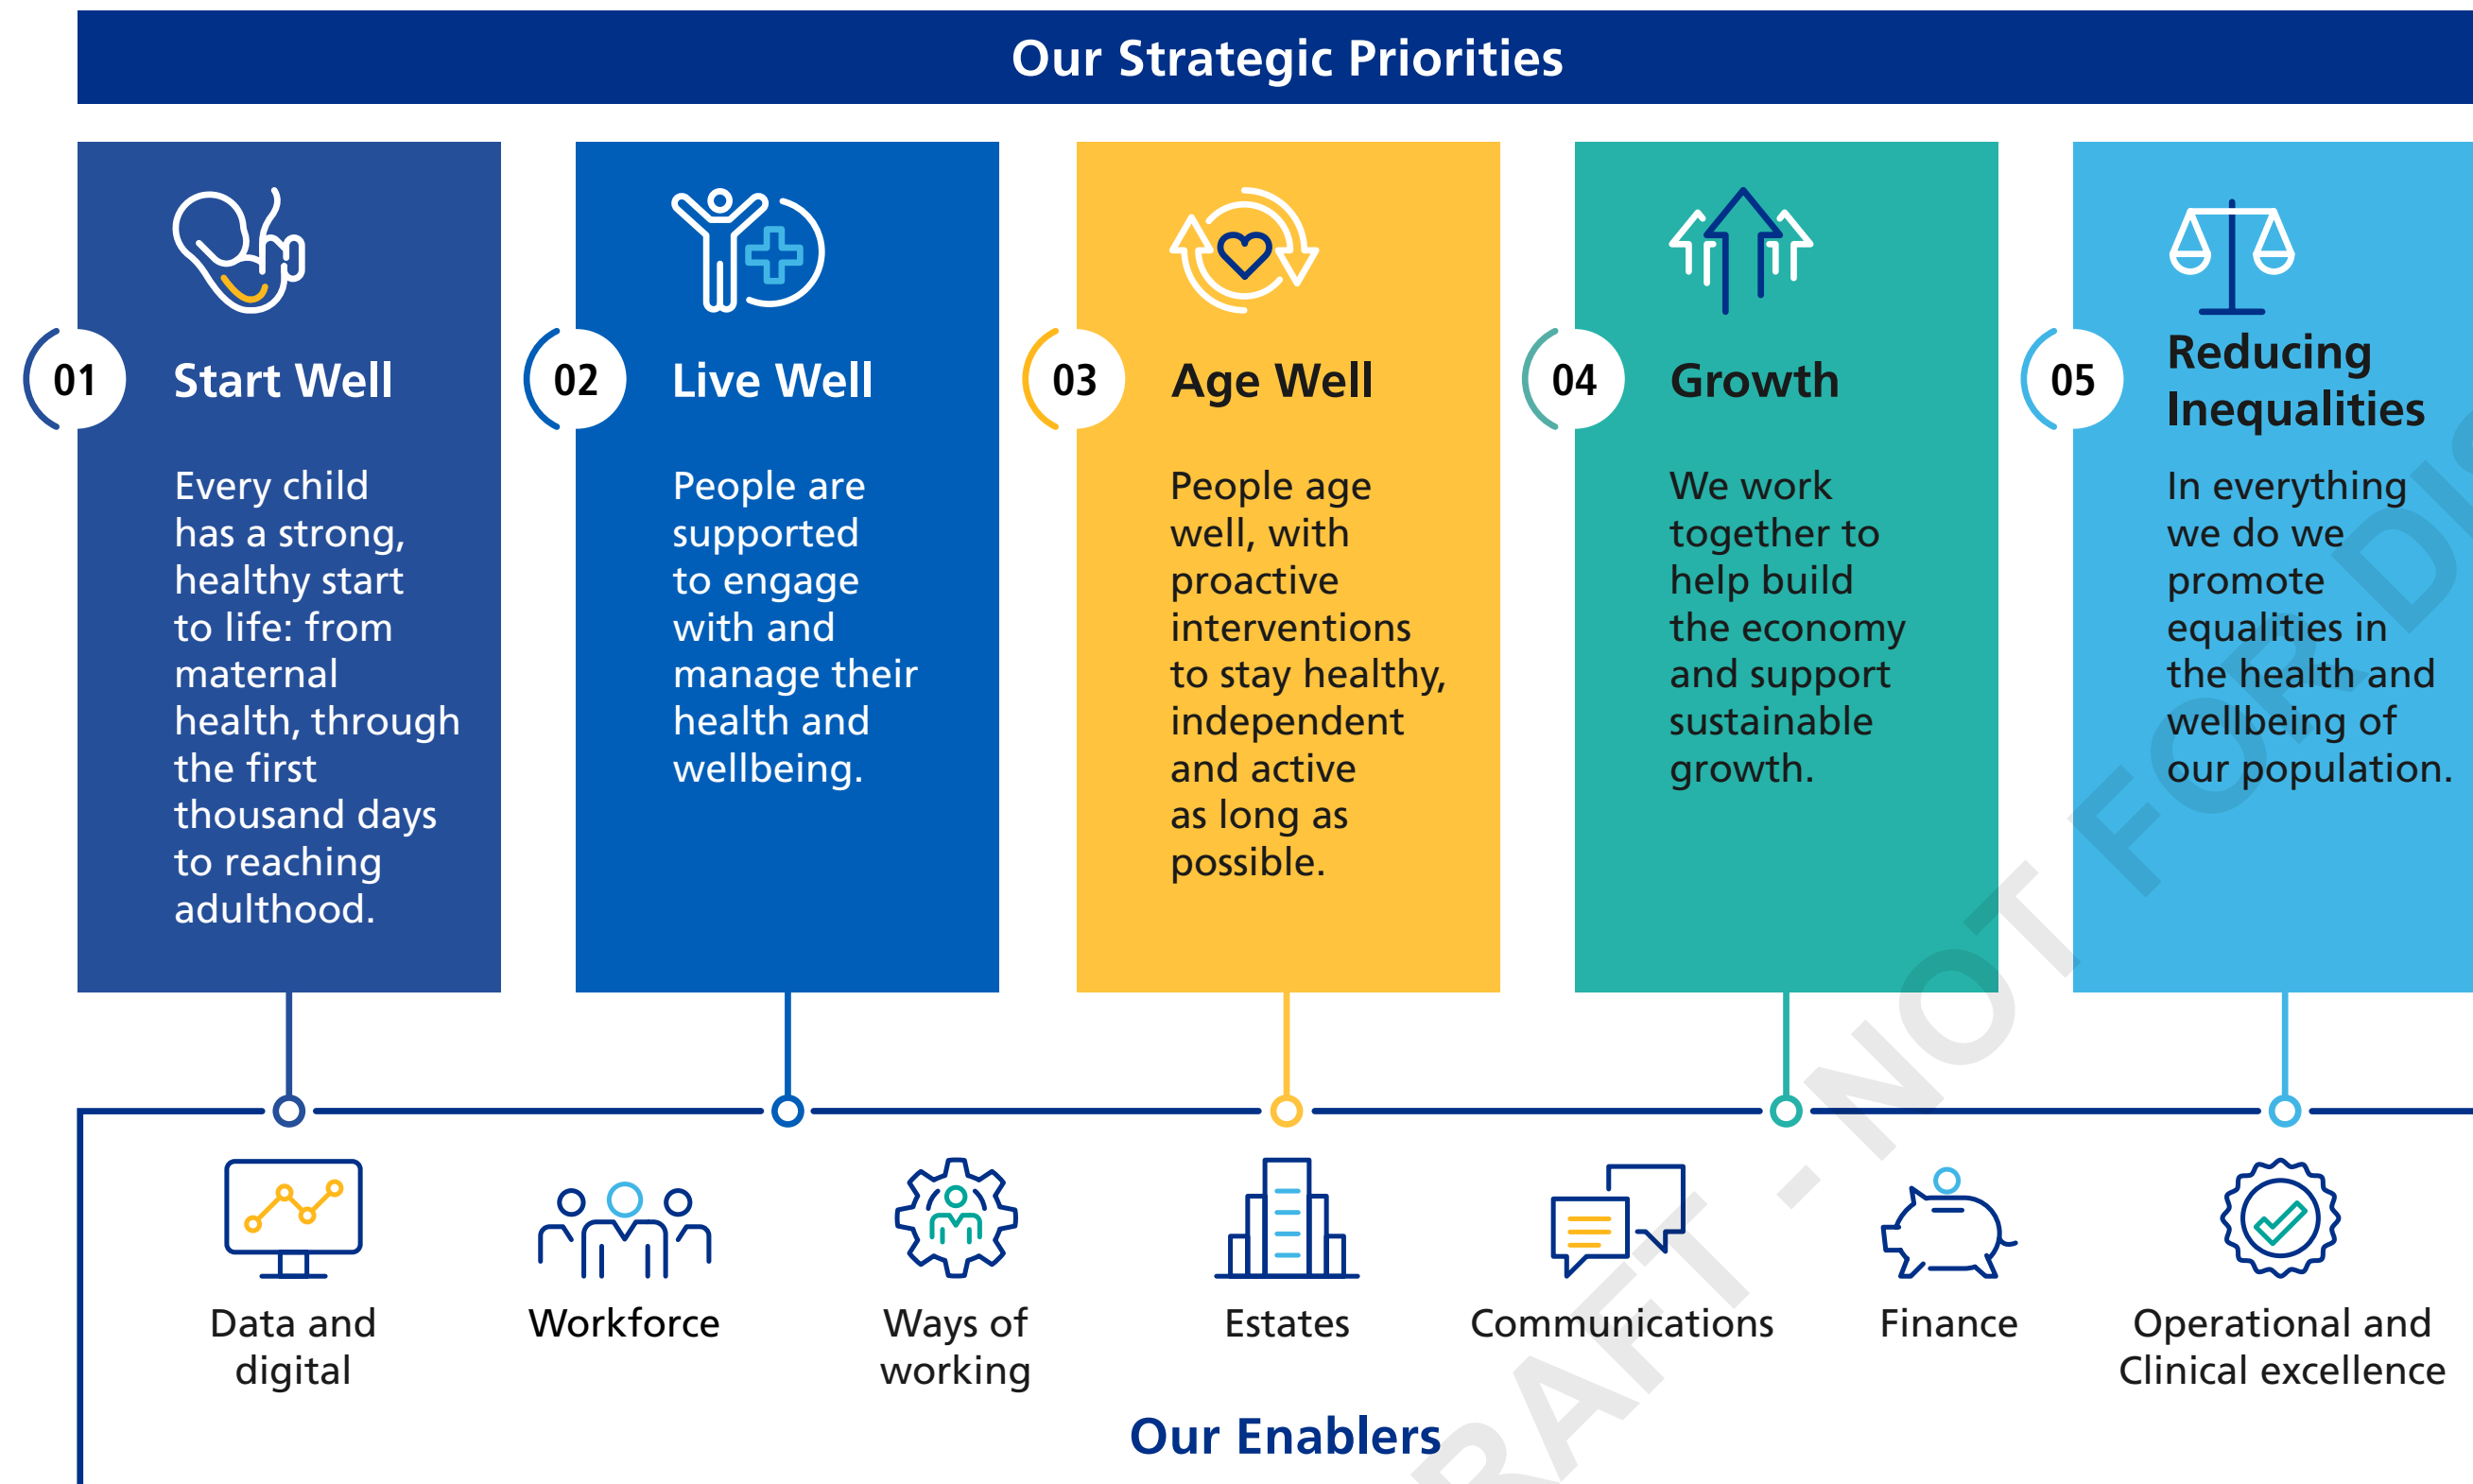 Our Strategic Priorities
01
Start Well
Every child
has a strong,
healthy start
to life: from
maternal
health, through
the first
thousand days
to reaching
adulthood.
02
Live Well
People are
supported
to engage
with and
manage their
health and
wellbeing.
03
Age Well
People age
well, with
proactive
interventions
to stay healthy,
independent
and active
as long as
possible.
04
Growth
We work
together to
help build
the economy
and support
sustainable
growth.
05
Reducing
Inequalities
In everything
we do we
promote
equalities in
the health and
wellbeing of
our population.
Data and
digital
Workforce
Ways of
working
Estates
Communications
Finance
Operational and
Clinical excellence
Our Enablers
RAFT - NOT FOR DIS